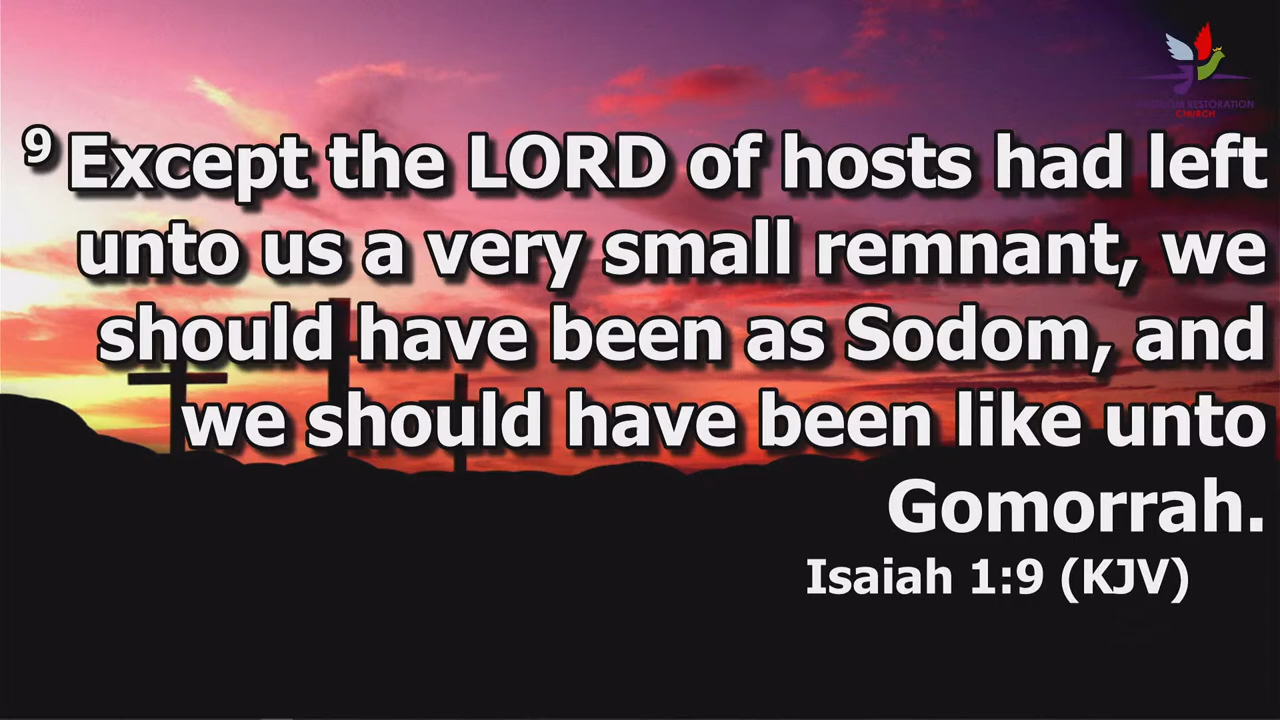 RESTORATION
CHURCH
9 Except the LORD of hosts had left
unto us a very small remnant, we
should have been as Sodom, and
we should have been like unto
Gomorrah.
Isaiah 1:9 (KJV)